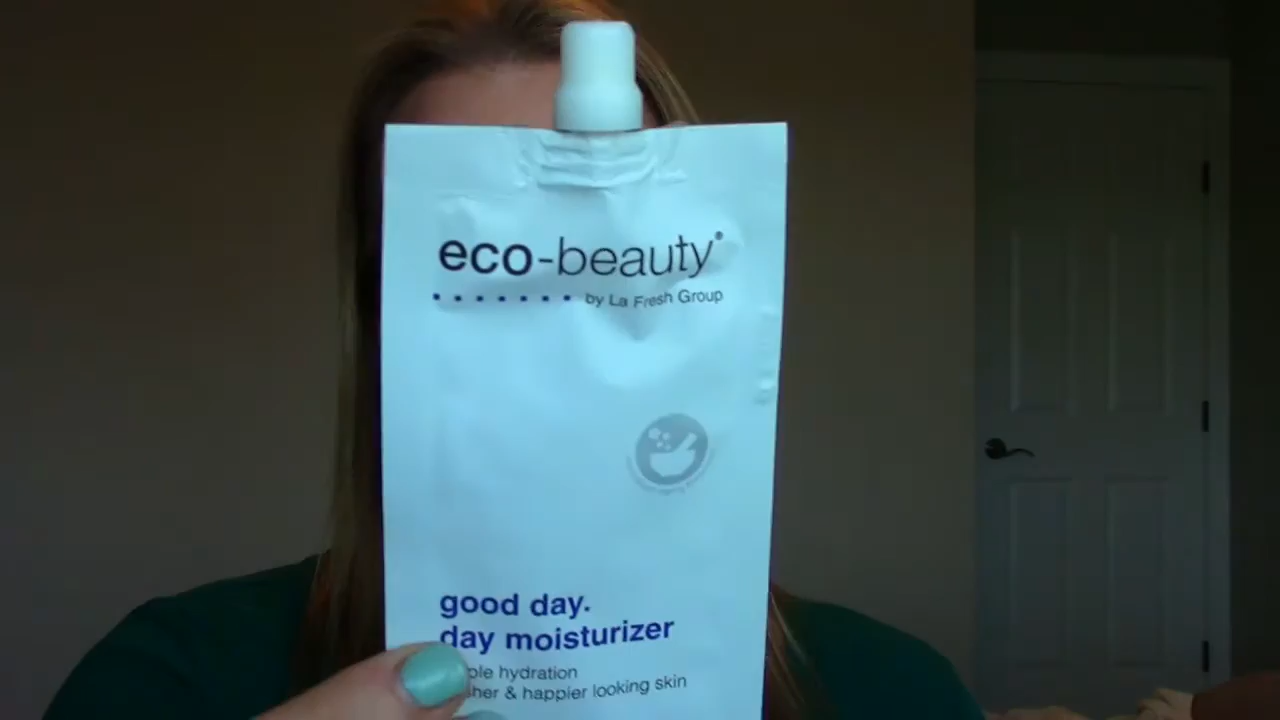 eco-beauty
by La Fresh Group
good day.
day moisturizer
hydration
& happier looking skin